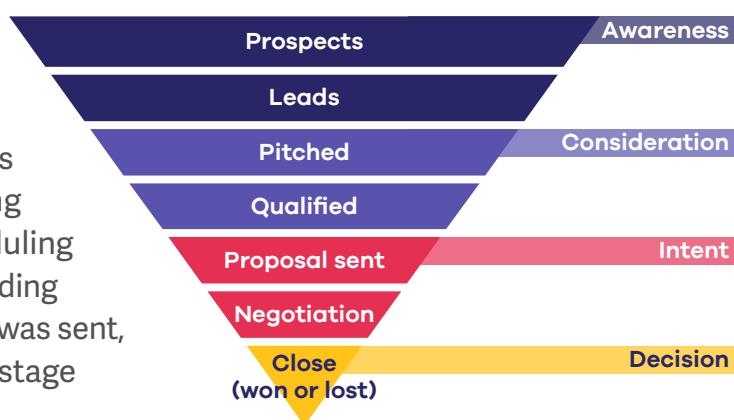 Prospects
Awareness
Leads
Pitched
Consideration
Qualified
Proposal sent
Intent
Negotiation
Close
(won or lost)
Decision
was sent,
stage